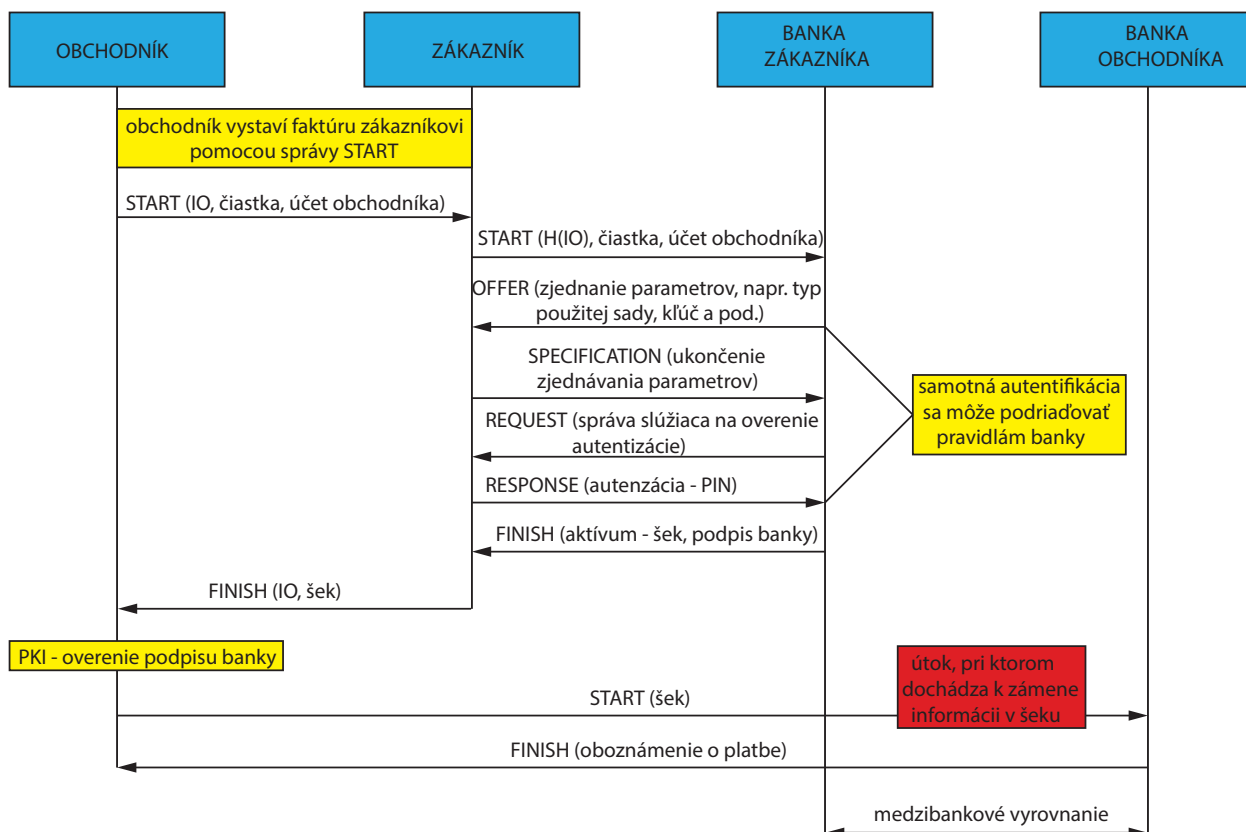 OBCHODNÍK
ZÁKAZNÍK
BANKA
ZÁKAZNÍKA
BANKA
OBCHODNÍKA
obchodník vystaví faktúru zákazníkovi
pomocou správy START
START (IO, čiastka, účet obchodníka)
START (H(IO), čiastka, účet obchodníka)
OFFER (zjednanie parametrov, napr. typ
použitej sady, kľúč a pod.)
SPECIFICATION (ukončenie
zjednávania parametrov)
samotná autentifikácia
sa môže podriaďovať
pravidlám banky
REQUEST (správa slúžiaca na overenie
autentizácie)
RESPONSE (autenzácia - PIN)
FINISH (aktívum - šek, podpis banky)
FINISH (IO, šek)
PKI - overenie podpisu banky
útok, pri ktorom
dochádza k zámene
informácii v šeku
START (šek)
FINISH (oboznámenie o platbe)
medzibankové vyrovnanie